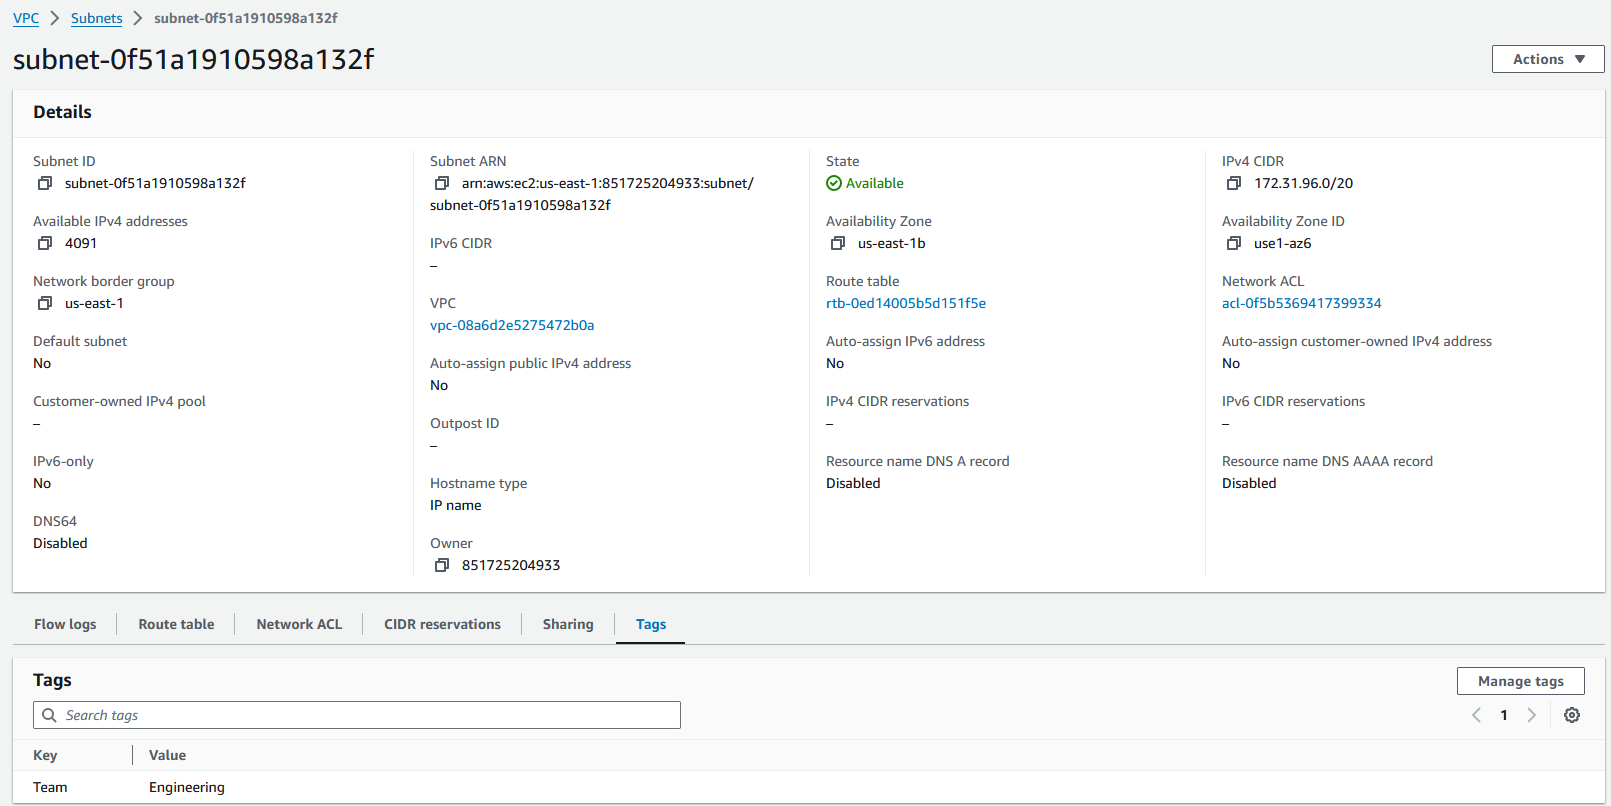 VPC > Subnets > subnet-0f51a1910598a132f
subnet-0f51a1910598a132f
Actions
Details
Subnet ID
subnet-0f51a1910598a132f
Available IPv4 addresses
4091
Network border group
us-east-1
Default subnet
No
Customer-owned IPv4 pool
–
IPv6-only
No
DNS64
Disabled
Subnet ARN
arn:aws:ec2:us-east-1:851725204933:subnet/
subnet-0f51a1910598a132f
IPv6 CIDR
–
VPC
vpc-08a6d2e5275472b0a
Auto-assign public IPv4 address
No
Outpost ID
–
Hostname type
IP name
Owner
851725204933
State
Available
Availability Zone
us-east-1b
Route table
rtb-0ed14005b5d151f5e
Auto-assign IPv6 address
No
IPv4 CIDR reservations
–
Resource name DNS A record
Disabled
IPv4 CIDR
172.31.96.0/20
Availability Zone ID
use1-az6
Network ACL
acl-0f5b5369417399334
Auto-assign customer-owned IPv4 address
No
IPv6 CIDR reservations
–
Resource name DNS AAAA record
Disabled
Flow logs Route table Network ACL CIDR reservations Sharing Tags
Tags
Manage tags
Search tags
1
Key Value
Team Engineering